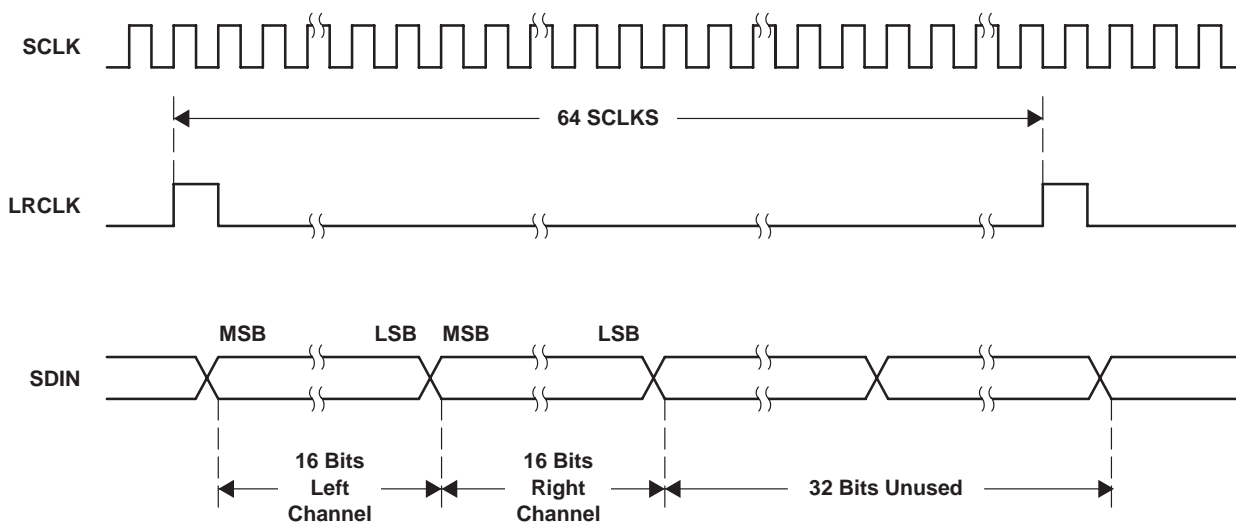 SCLK
64 SCLKS
LRCLK
MSB LSB MSB LSB
SDIN
16 Bits
Left
Channel
16 Bits
Right
Channel
32 Bits Unused